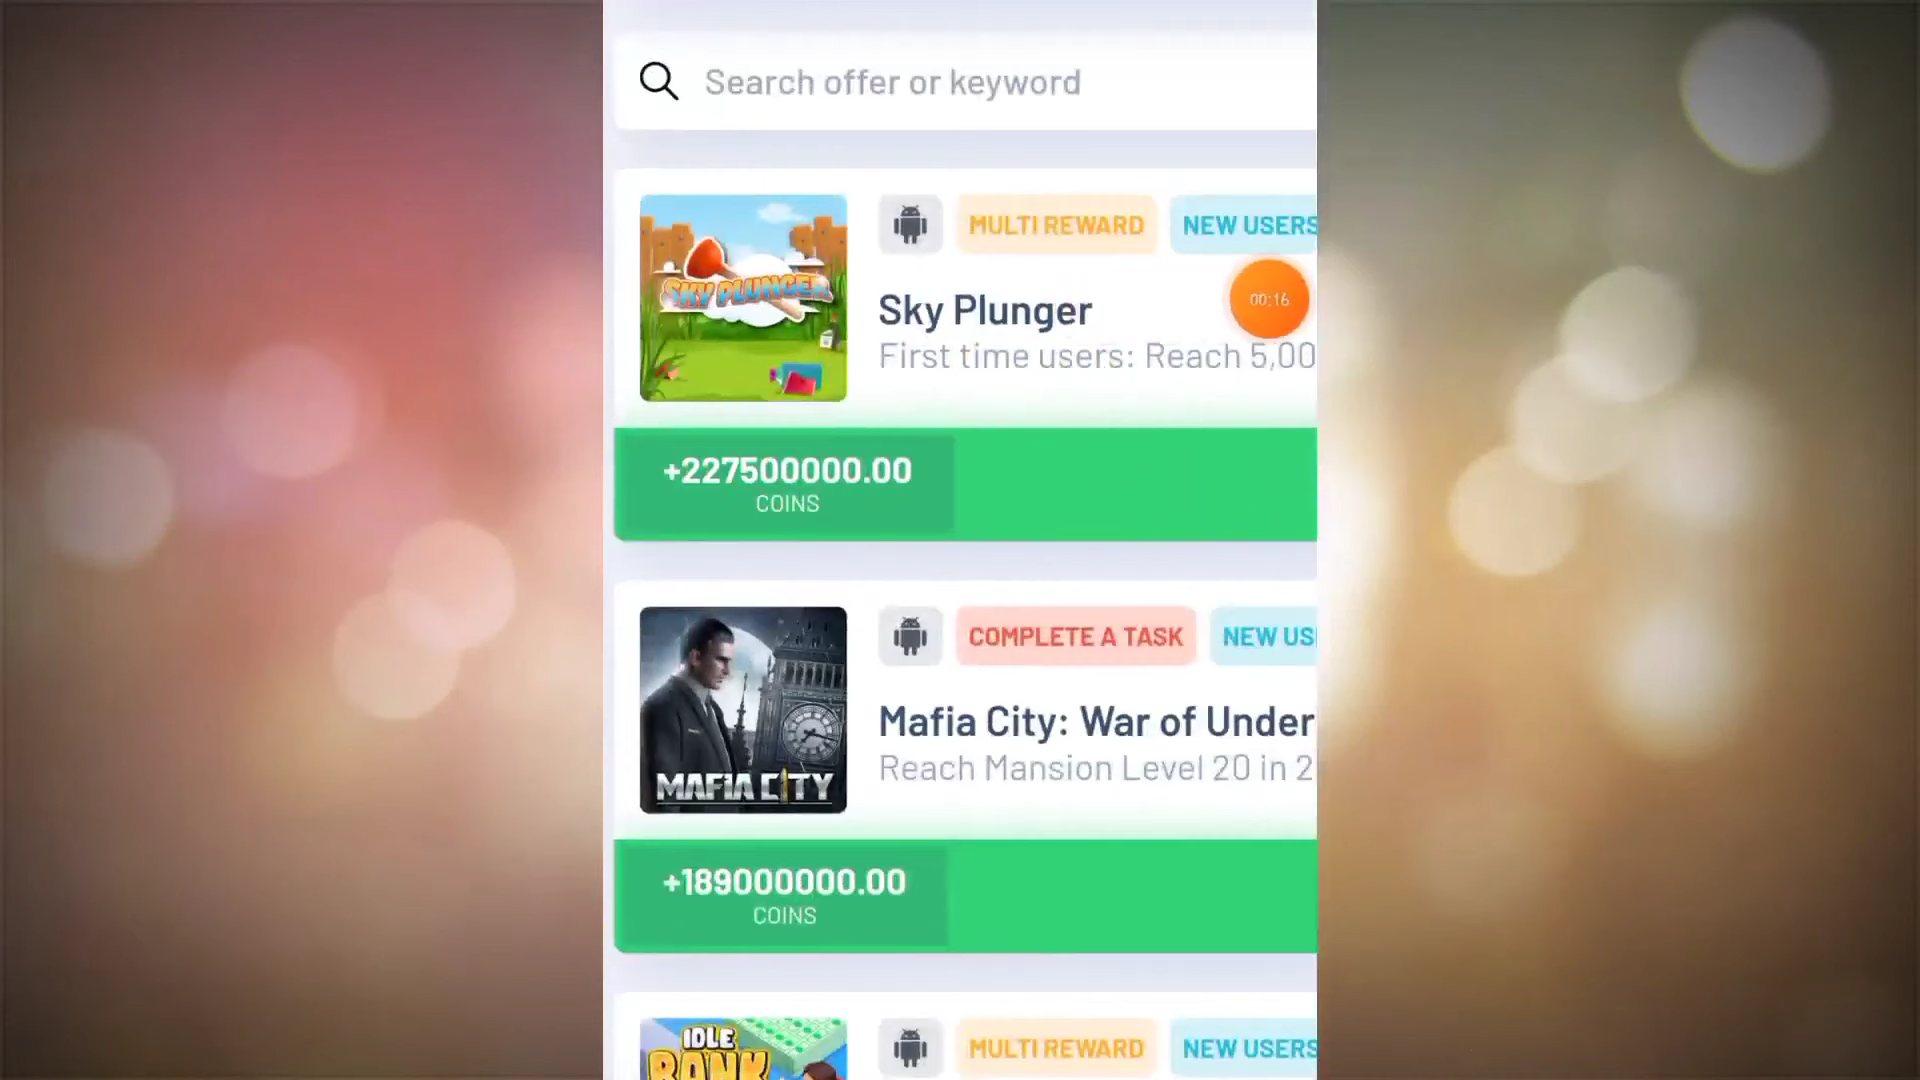 Search offer or keyword
MULTI REWARD
NEW USERS
SKY PLUNGER
Sky Plunger
00:16
First time users: Reach 5,00
+227500000.00
COINS
COMPLETE A TASK
NEW US
Mafia City: War of Under
Reach Mansion Level 20 in 2
MAFIA CITY
+189000000.00
COINS
MULTI REWARD
NEW USERS
IDLE
BANK